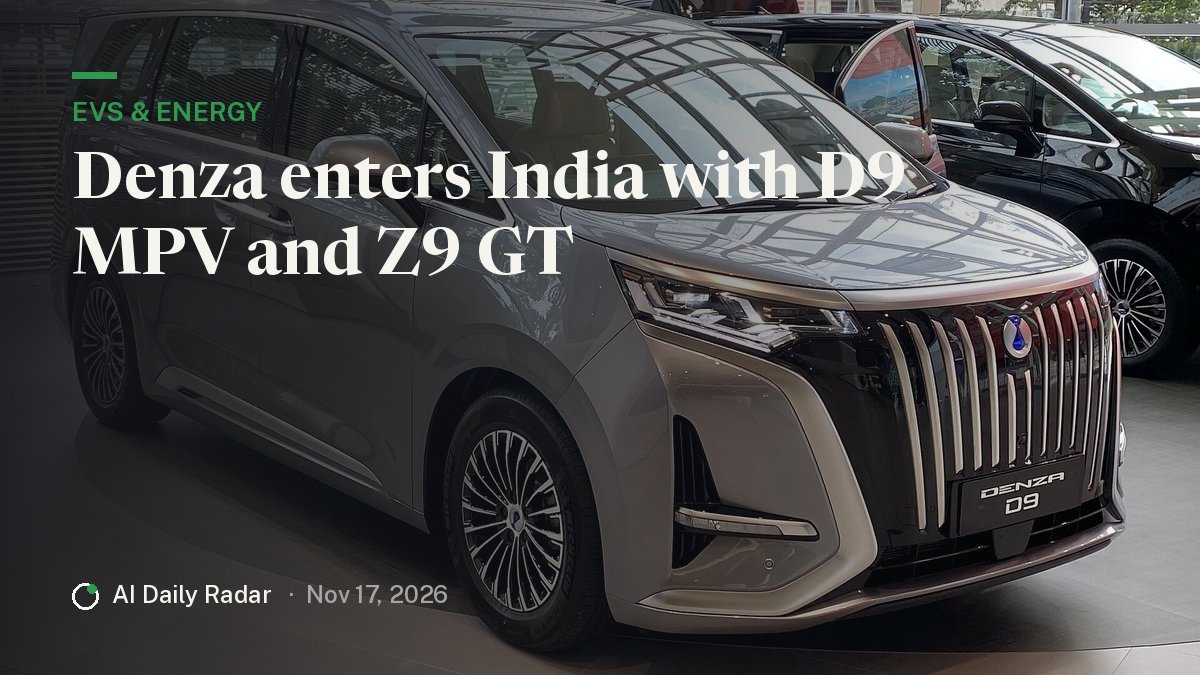 EVS & ENERGY
Denza enters India with D9
MPV and Z9 GT
DENZA
D9
AI Daily Radar · Nov 17, 2026